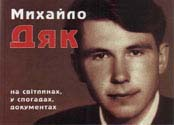 Михайло
Дяк
на світлинах,
у спогадах,
документах